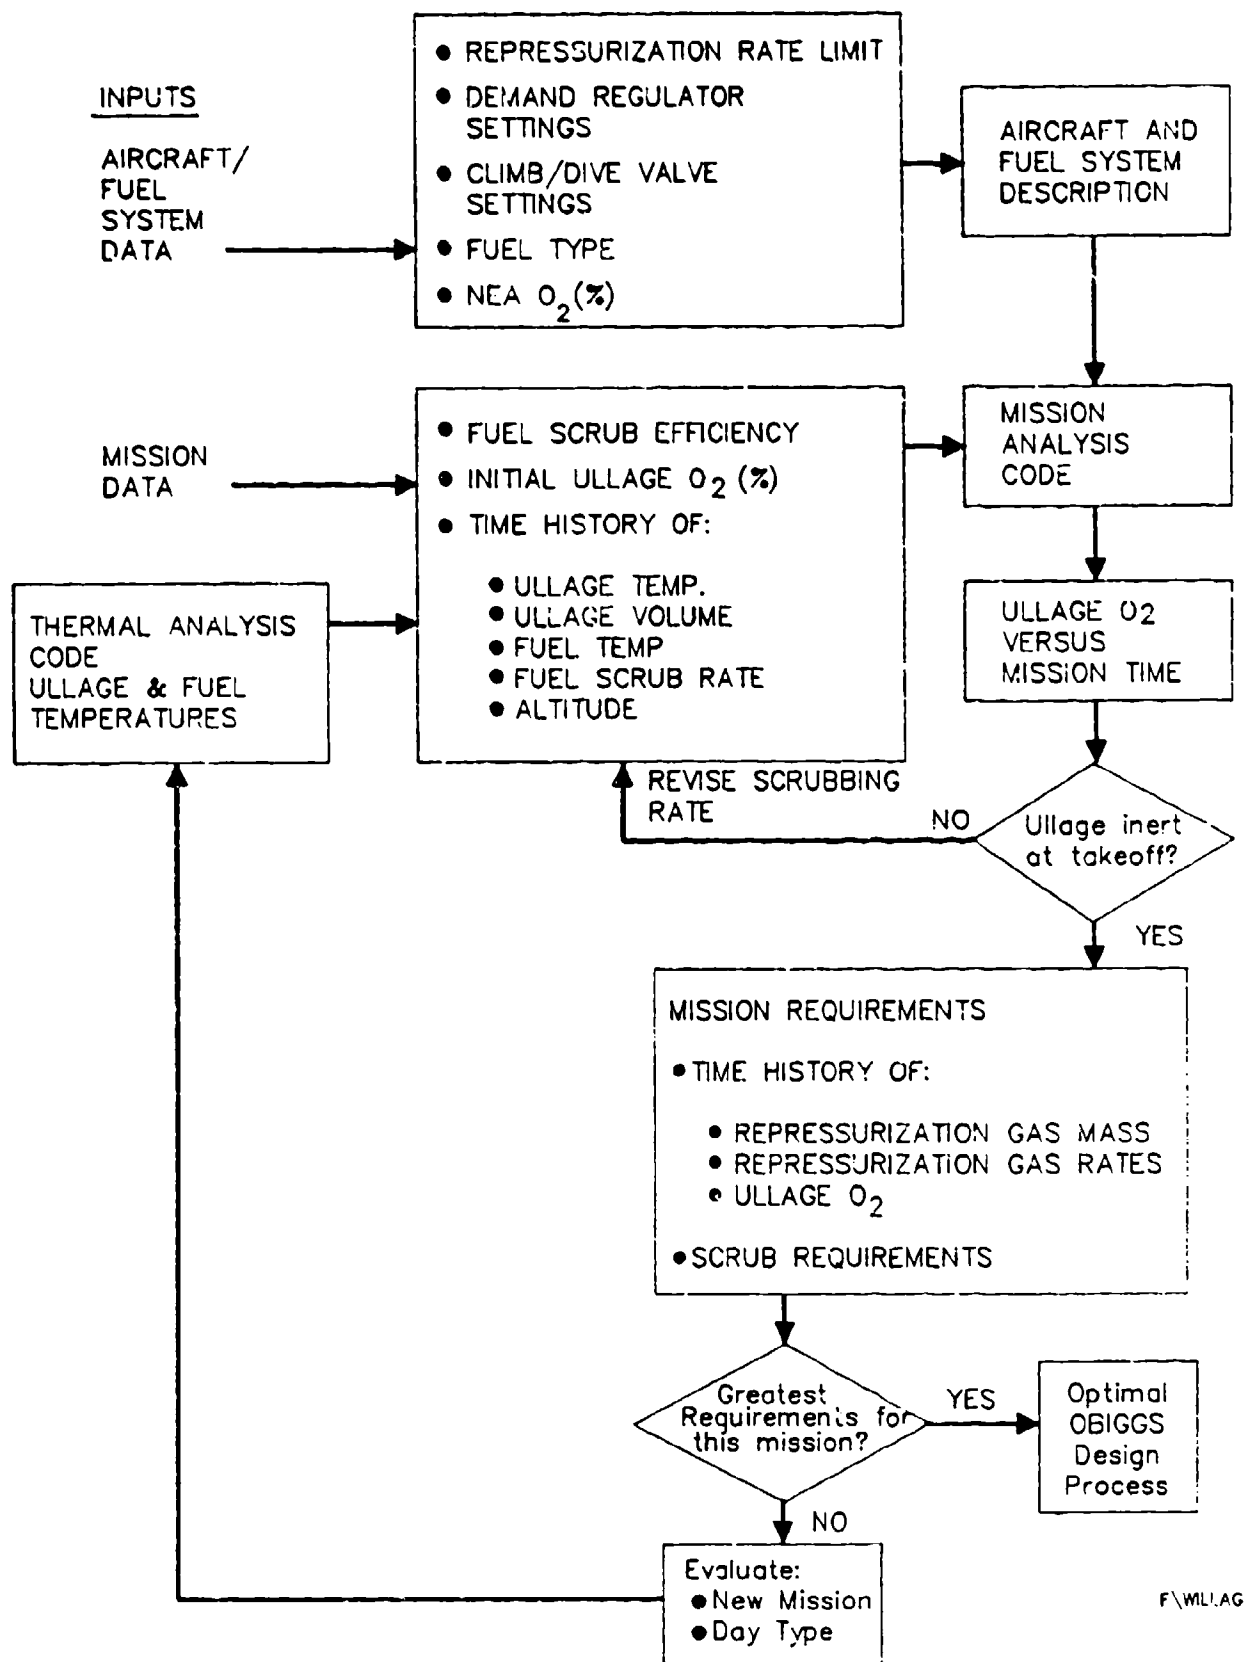 INPUTS
AIRCRAFT/
FUEL
SYSTEM
DATA
● REPRESSURIZATION RATE LIMIT
● DEMAND REGULATOR
SETTINGS
● CLIMB/DIVE VALVE
SETTINGS
● FUEL TYPE
● NEA O2 (%)
AIRCRAFT AND
FUEL SYSTEM
DESCRIPTION
MISSION
DATA
● FUEL SCRUB EFFICIENCY
● INITIAL ULLAGE O2 (%)
● TIME HISTORY OF:
● ULLAGE TEMP.
● ULLAGE VOLUME
● FUEL TEMP
● FUEL SCRUB RATE
● ALTITUDE
MISSION
ANALYSIS
CODE
THERMAL ANALYSIS
CODE
ULLAGE & FUEL
TEMPERATURES
ULLAGE O2
VERSUS
MISSION TIME
REVISE SCRUBBING
RATE
NO
Ullage inert
at takeoff?
YES
MISSION REQUIREMENTS
● TIME HISTORY OF:
● REPRESSURIZATION GAS MASS
● REPRESSURIZATION GAS RATES
● ULLAGE O2
● SCRUB REQUIREMENTS
Greatest
Requirements for
this mission?
YES
Optimal
OBIGGS
Design
Process
NO
Evaluate:
● New Mission
● Day Type
F\WILLAG